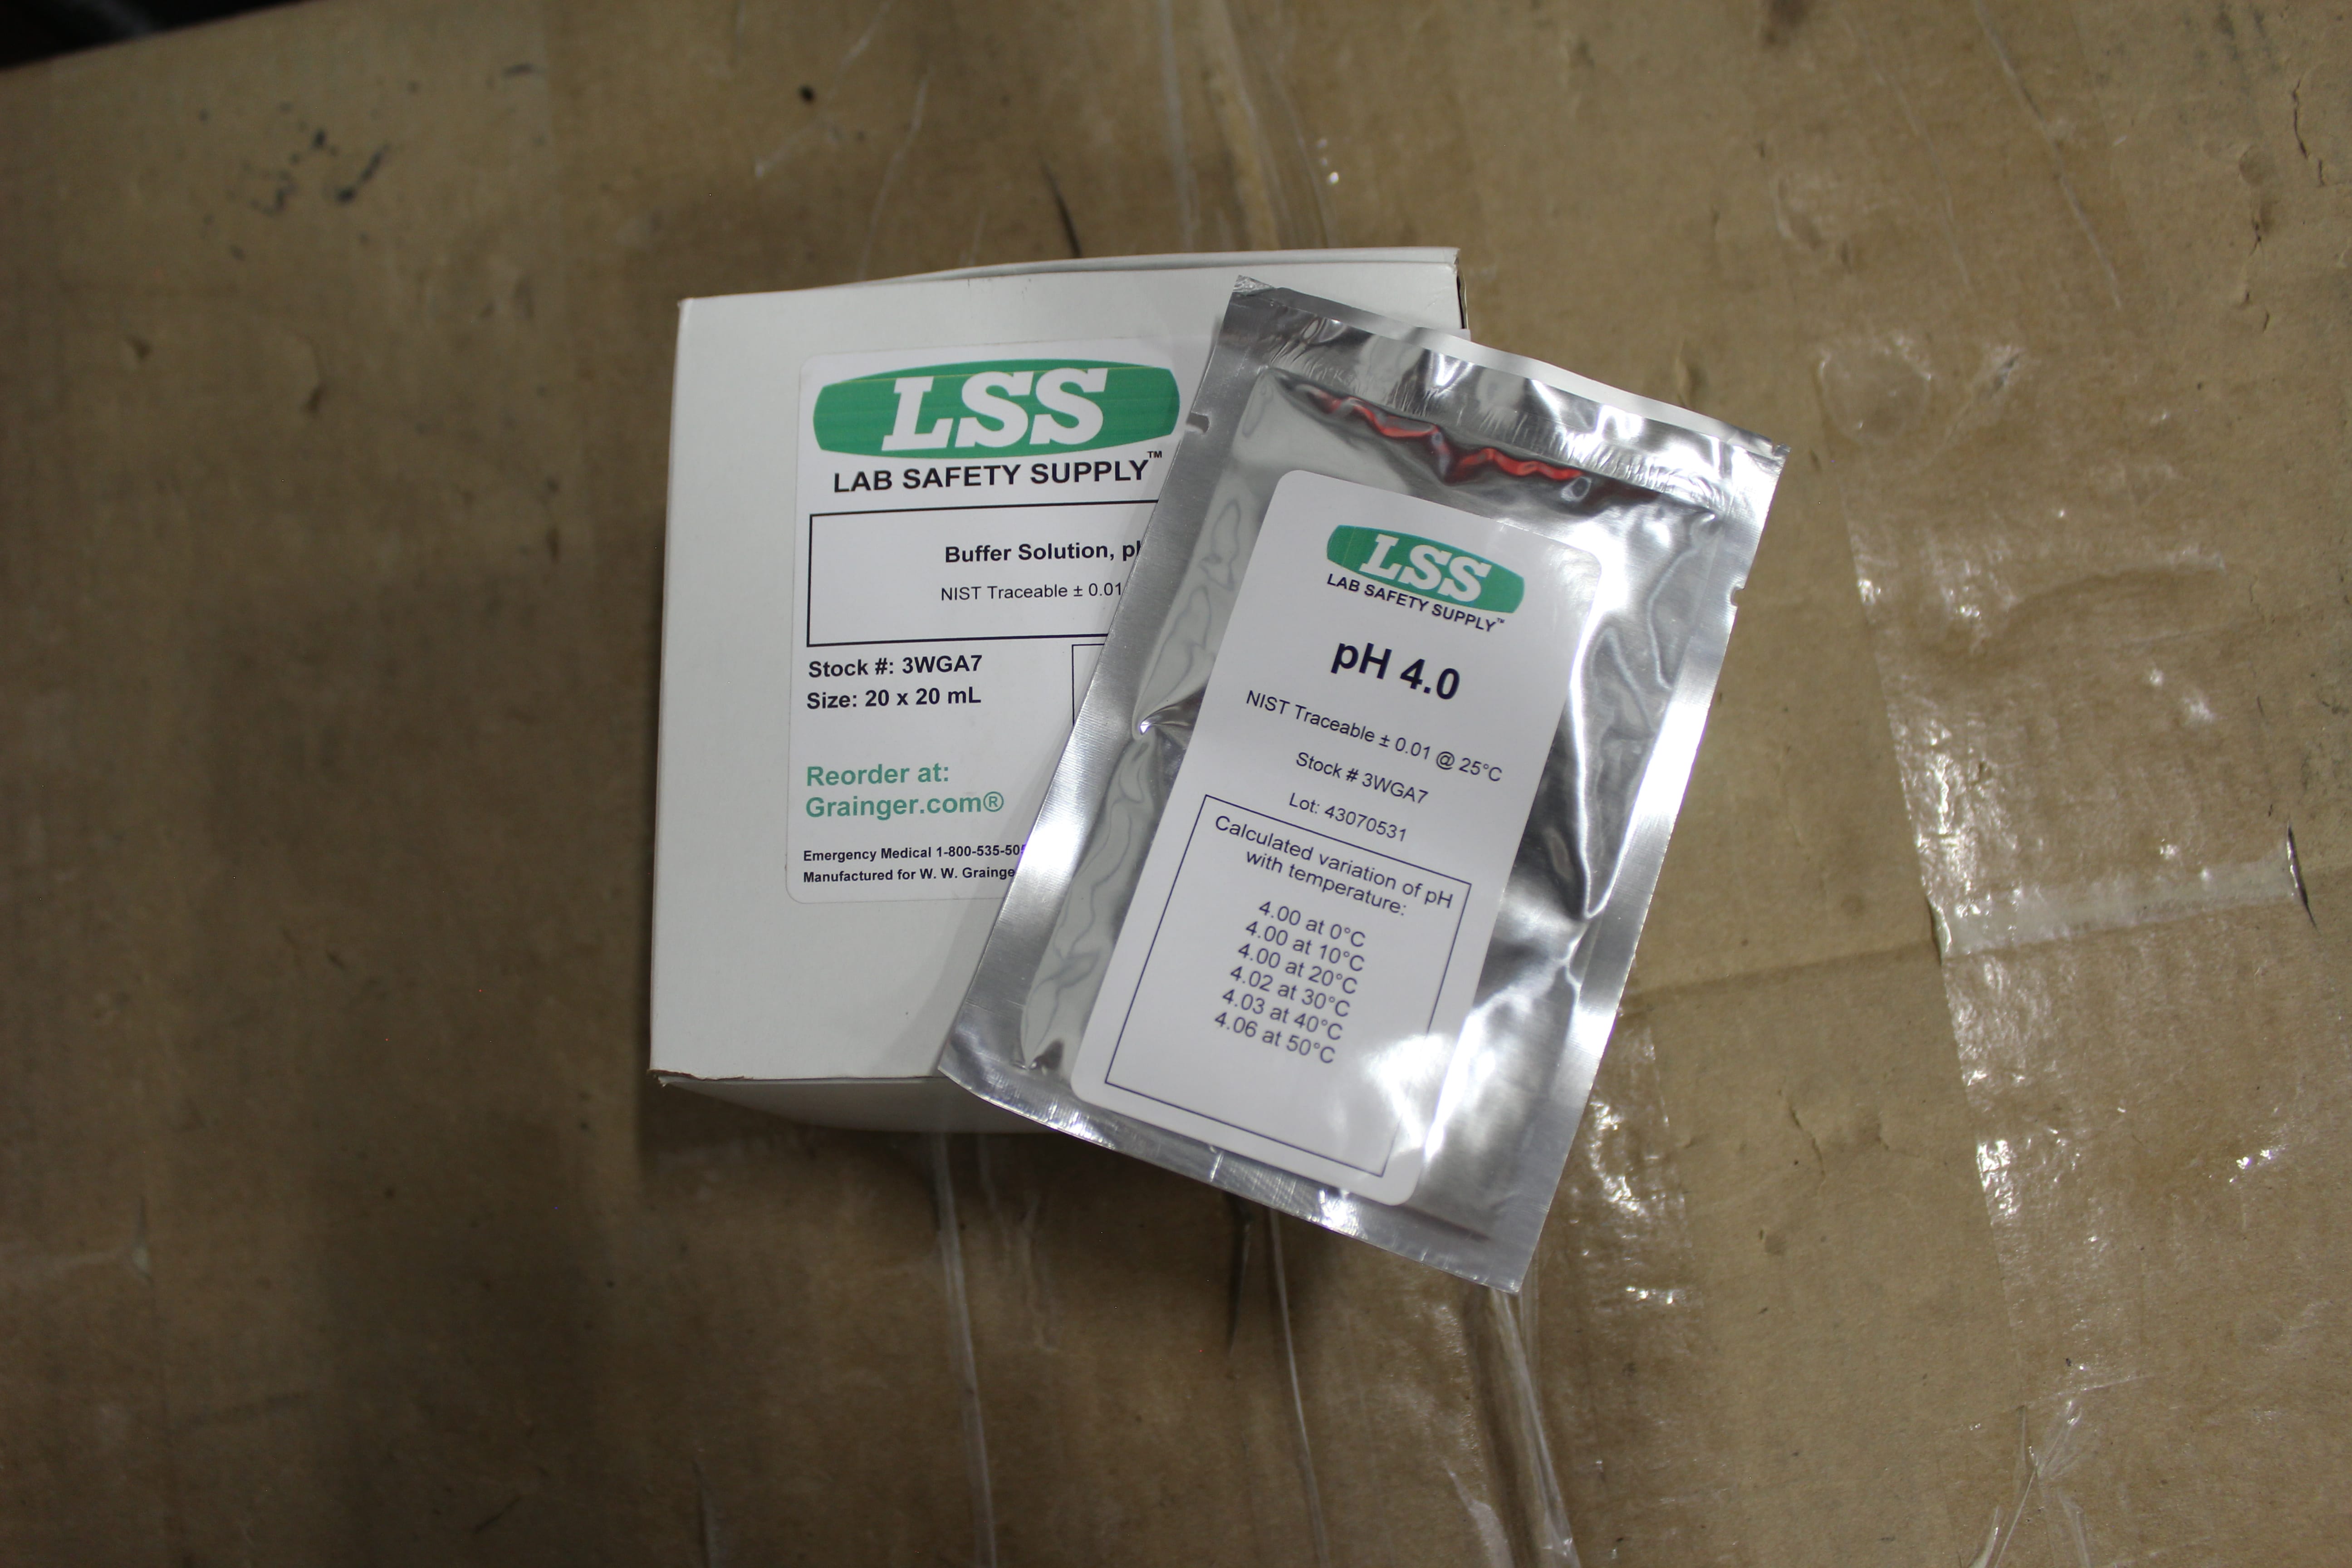 LSS
LAB SAFETY SUPPLY™
Buffer Solution,
NIST Traceable ± 0.01
Stock #: 3WGA7
Size: 20 x 20 mL
Reorder at:
Grainger.com®
Emergency Medical 1-800-535-
Manufactured for W. W.
LSS
LAB SAFETY SUPPLY™
pH 4.0
NIST Traceable ± 0.01 @ 25°C
Stock # 3WGA7
Lot: 43070531
Calculated variation of pH
with temperature:
4.00 at 0°C
4.00 at 10°C
4.00 at 20°C
4.02 at 30°C
4.03 at 40°C
4.06 at 50°C